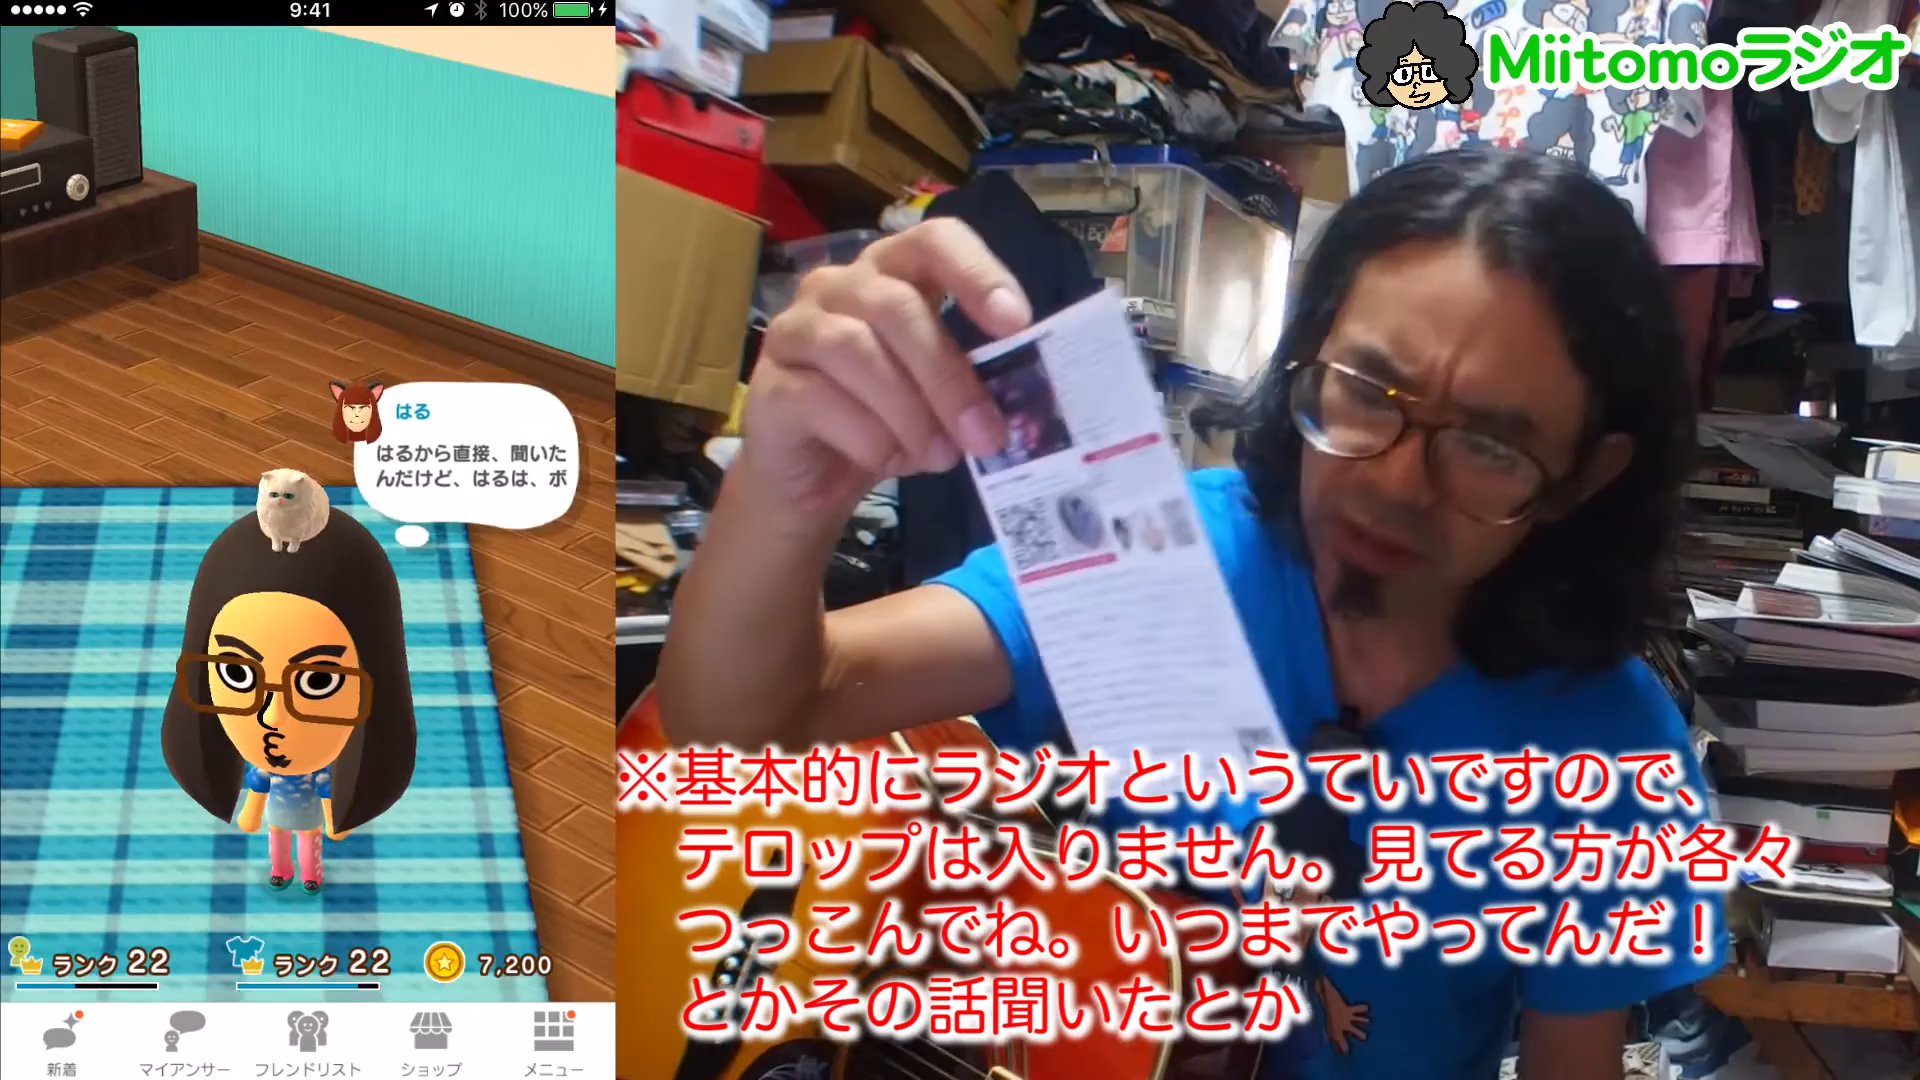 9:41
100%
Miitomoラジオ
はる
はるから直接、聞いた
んだけど、はるは、ボ
※基本的にラジオというていですので、
テロップは入りません。見てる方が各々
つっこんでね。いつまでやってんだ！
とかその話聞いたとか
ランク 22
ランク 22
7,200
新着
マイアンサー
フレンドリスト
ショップ
メニュー